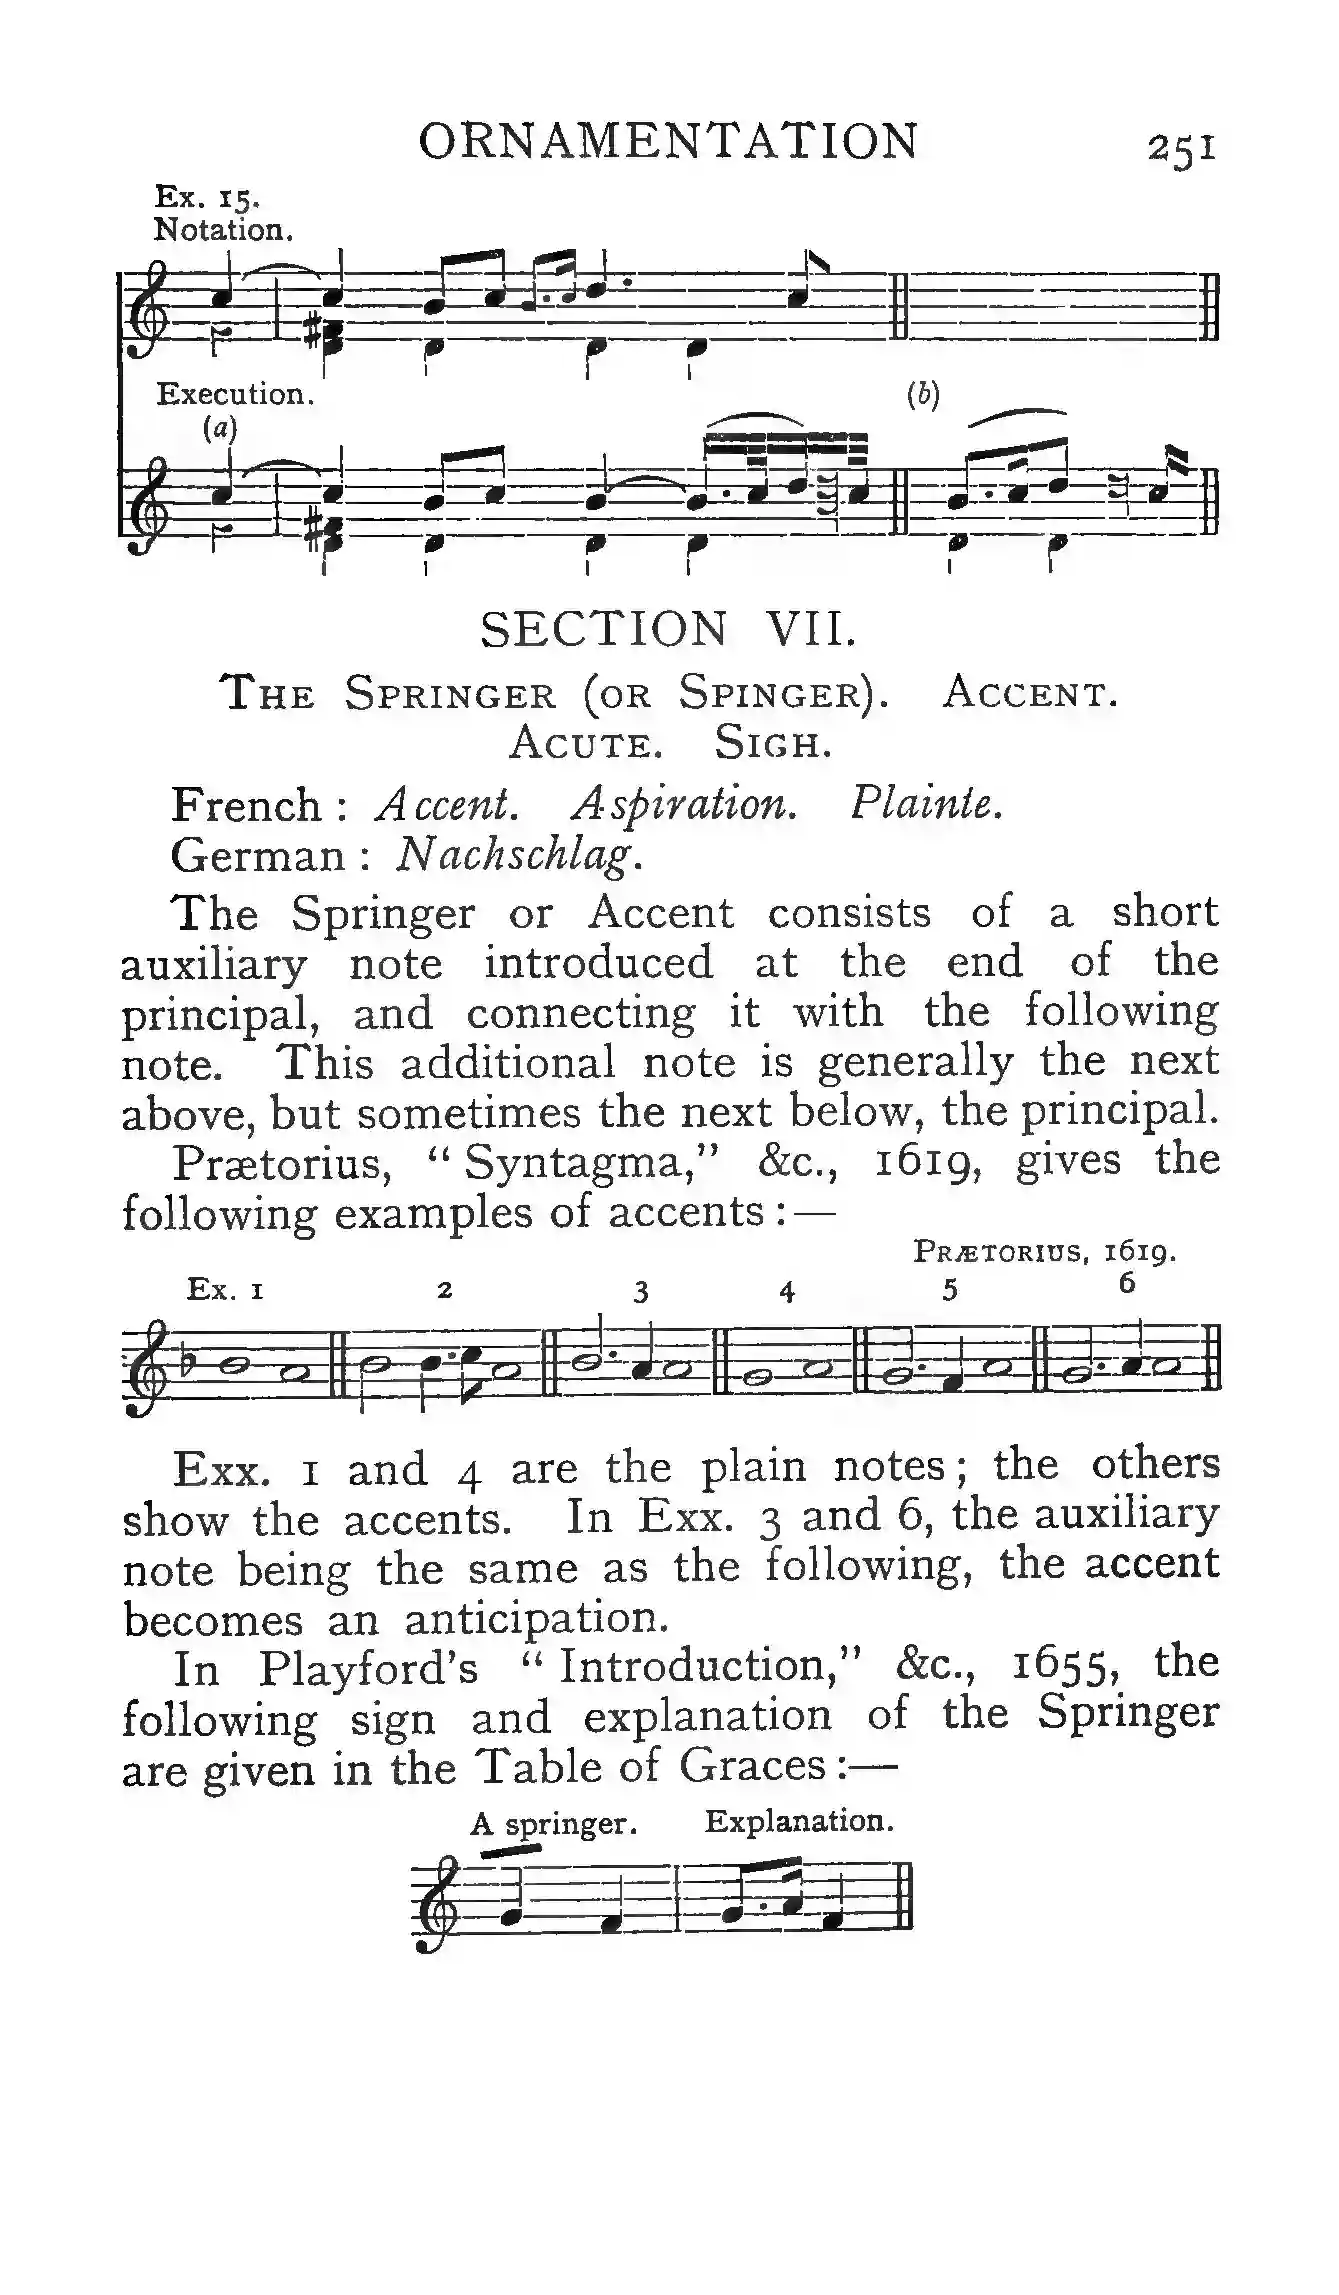 ORNAMENTATION 251
Ex. 15.
Notation.
Execution.
(a) (b)
SECTION VII.
The Springer (or Spinger). Accent.
Acute. Sigh.
French : Accent. Aspiration. Plainte.
German : Nachschlag.
The Springer or Accent consists of a short
auxiliary note introduced at the end of the
principal, and connecting it with the following
note. This additional note is generally the next
above, but sometimes the next below, the principal.
Prætorius, “ Syntagma,” &c., 1619, gives the
following examples of accents :—
Prætorius, 1619.
Ex. 1 2 3 4 5 6
Exx. 1 and 4 are the plain notes ; the others
show the accents. In Exx. 3 and 6, the auxiliary
note being the same as the following, the accent
becomes an anticipation.
In Playford’s “ Introduction,” &c., 1655, the
following sign and explanation of the Springer
are given in the Table of Graces :—
A springer. Explanation.